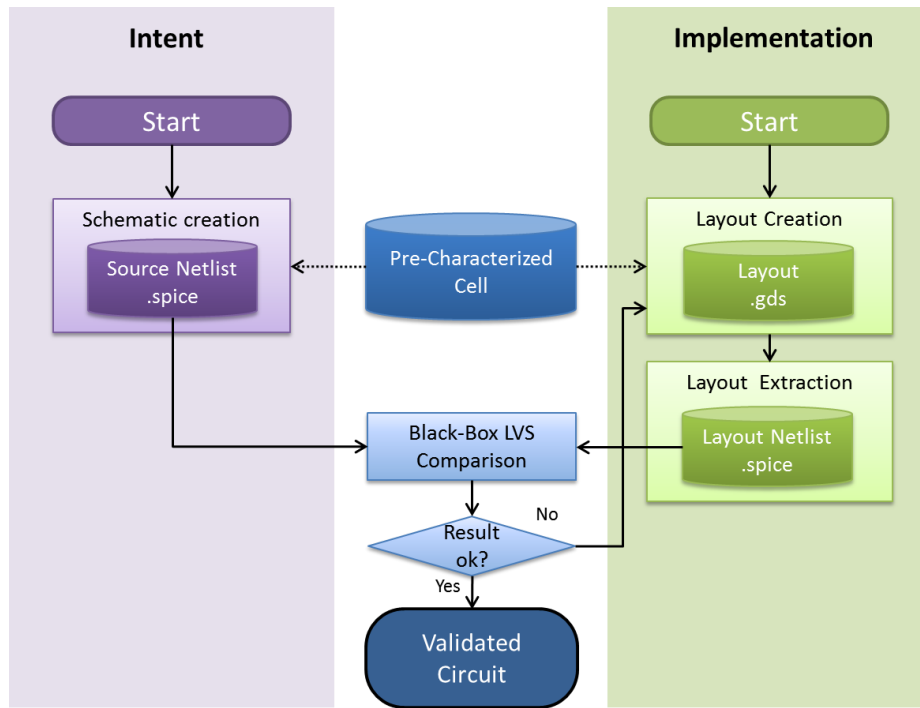 Intent
Implementation
Start
Start
Schematic creation
Source Netlist
.spice
Pre-Characterized
Cell
Layout Creation
Layout
.gds
Layout Extraction
Layout Netlist
.spice
Black-Box LVS
Comparison
No
Result
ok?
Yes
Validated
Circuit